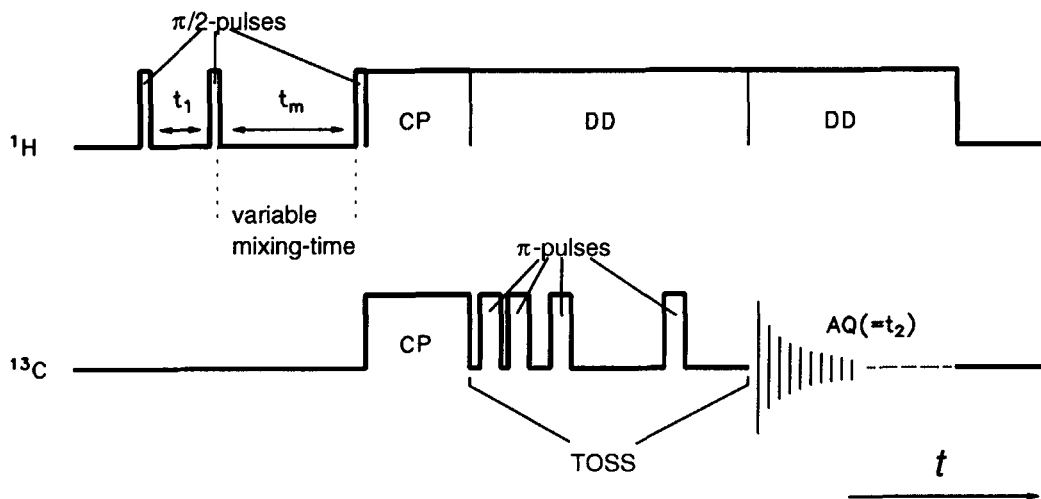 π/2-pulses
t₁
tₘ
CP
DD
DD
¹H
variable
mixing-time
π-pulses
CP
AQ(=t₂)
¹³C
TOSS
t